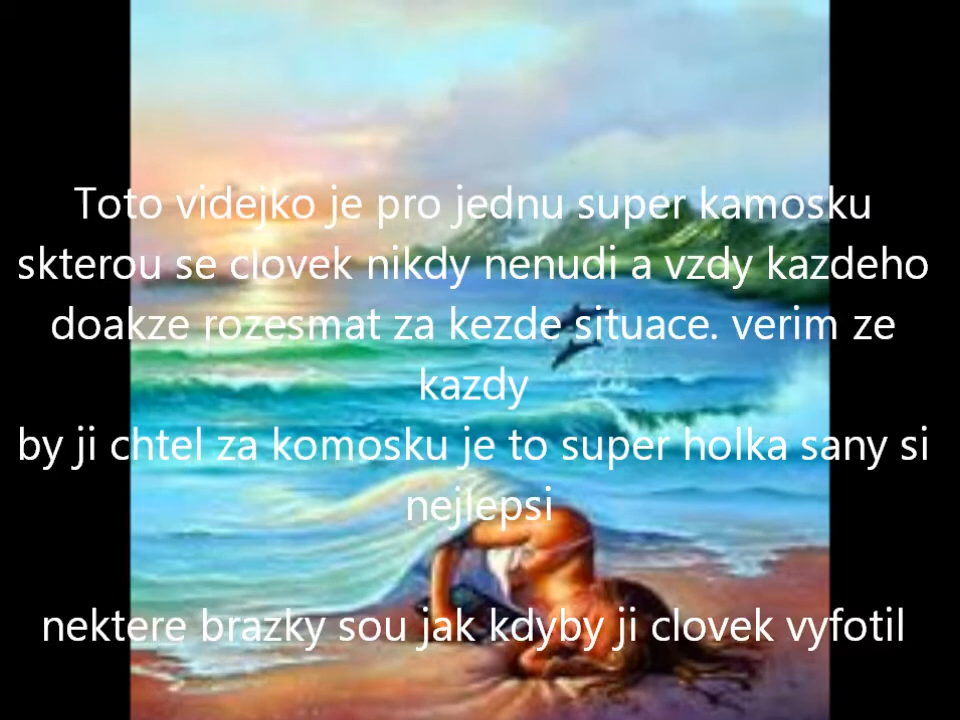 Toto videjko je pro jednu super kamosku
skterou se clovek nikdy nenudi a vzdy kazdeho
doakze rozesmat za kezde situace. verim ze
kazdy
by ji chtel za komosku je to super holka sany si
nejlepsi
nektere brazky sou jak kdyby ji clovek vyfotil